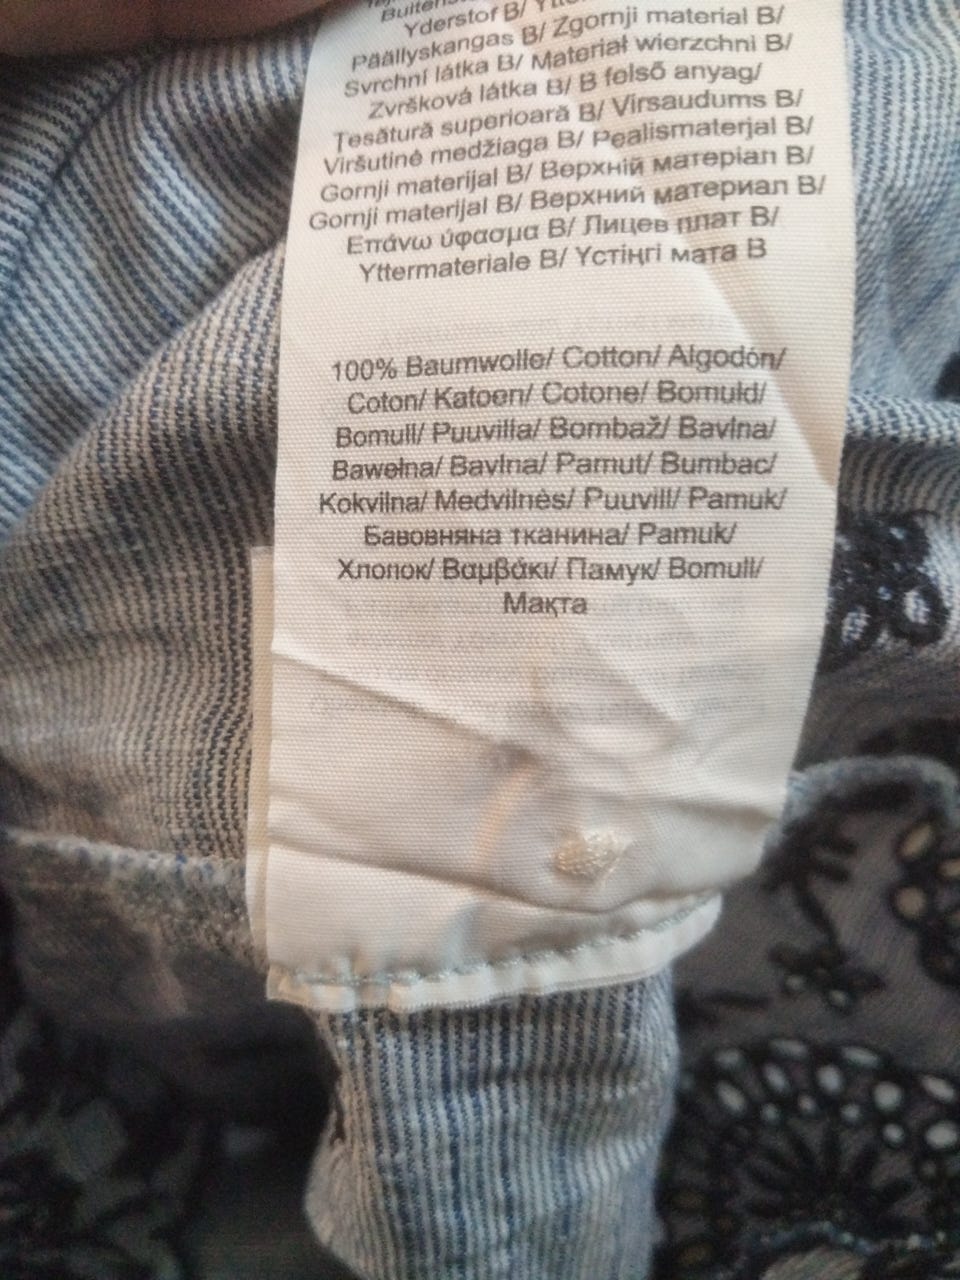 Yderstof B/
Päällyskangas B/ Zgornji material B/
Svrchní látka B/ Materiał wierzchni B/
Zvršková látka B/ B felső anyag/
Ţesătură superioară B/ Virsaudums B/
Viršutinė medžiaga B/ Pealismaterjal B/
Gornji materijal B/ Верхній матеріал B/
Gornji materijal B/ Верхний материал B/
Επάνω ύφασμα B/ Лицев плат B/
Yttermateriale B/ Үстіңгі мата B
100% Baumwolle/ Cotton/ Algodón/
Coton/ Katoen/ Cotone/ Bomuld/
Bomull/ Puuvilla/ Bombaž/ Bavlna/
Bawełna/ Bavlna/ Pamut/ Bumbac/
Kokvilna/ Medvilnės/ Puuvill/ Pamuk/
Бавовняна тканина/ Pamuk/
Хлопок/ Βαμβάκι/ Памук/ Bomull/
Мақта